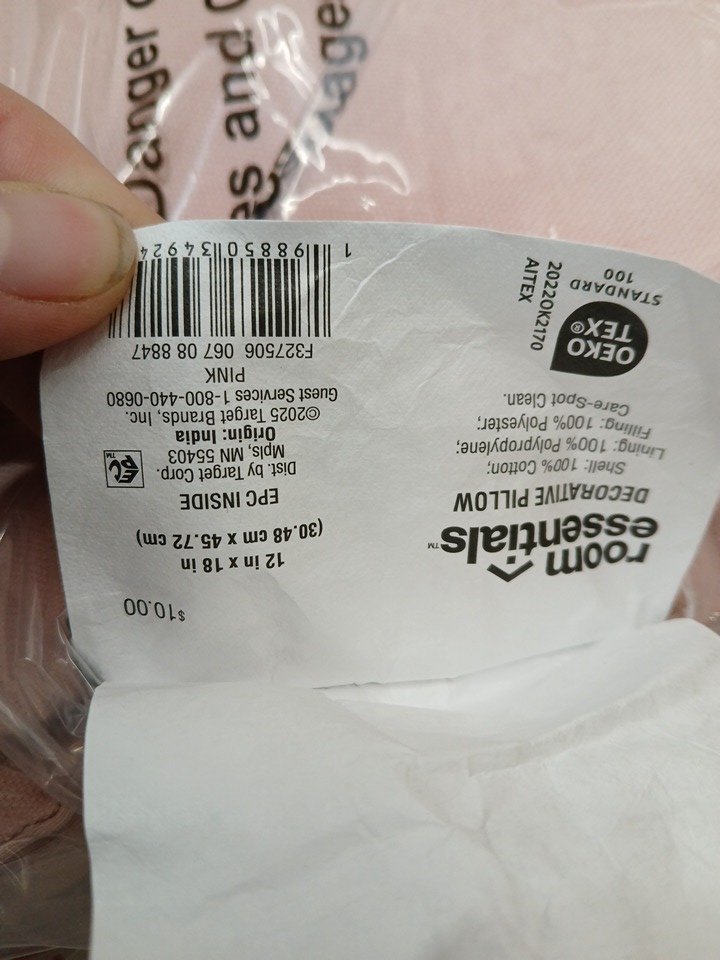 room
essentials™
DECORATIVE PILLOW
Shell: 100% Cotton;
Lining: 100% Polypropylene;
Filling: 100% Polyester;
Care-Spot Clean.
OEKO
TEX®
STANDARD
100
2022OK2170
AITEX
$10.00
12 in x 18 in
(30.48 cm x 45.72 cm)
EPC INSIDE
EPC™
Dist. by Target Corp.
Mpls, MN 55403
Origin: India
©2025 Target Brands, Inc.
Guest Services 1-800-440-0680
PINK
F327506 067 08 8847
1 98850 34924
Danger
es and